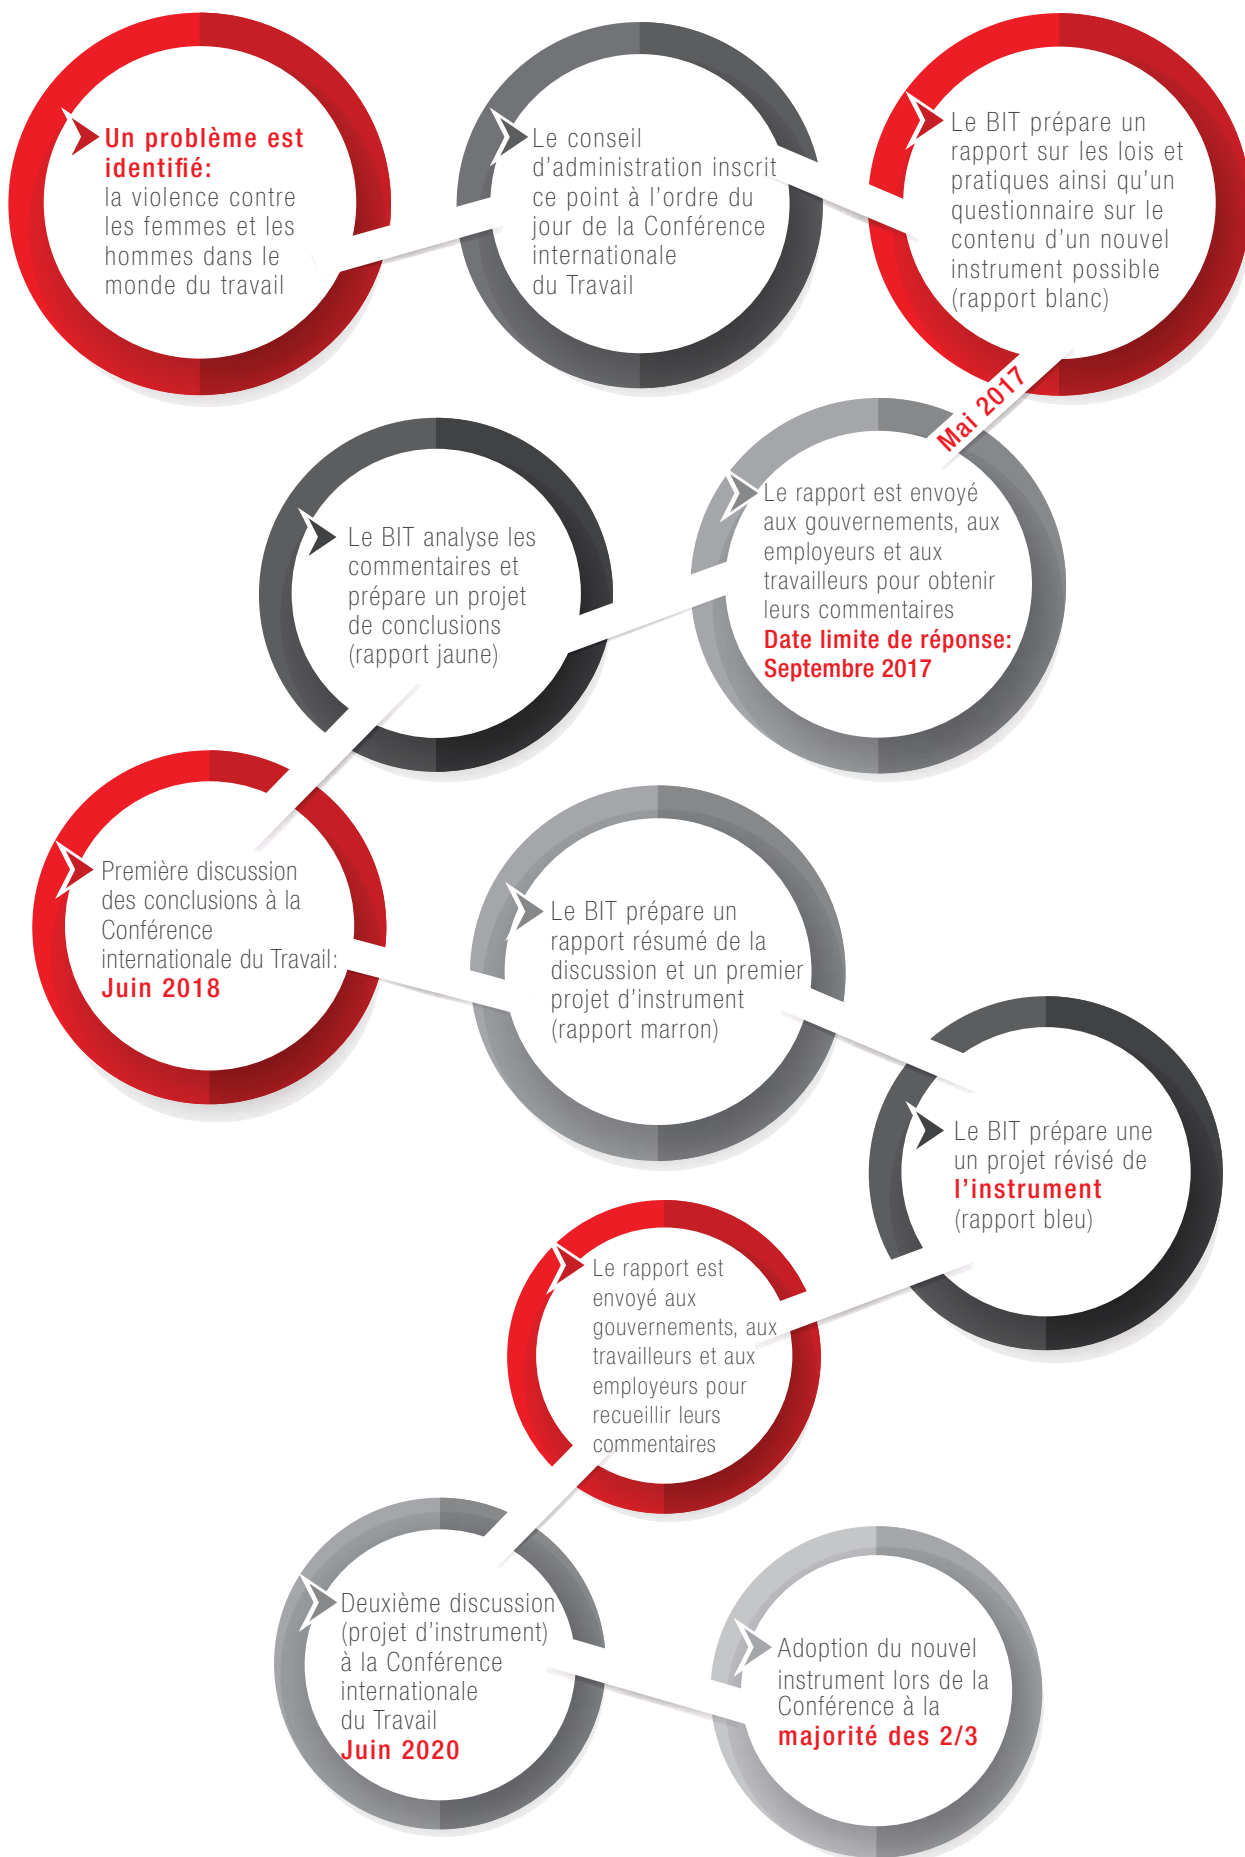 Un problème est
identifié:
la violence contre
les femmes et les
hommes dans le
monde du travail
Le conseil
d'administration inscrit
ce point à l'ordre du
jour de la Conférence
internationale
du Travail
Le BIT prépare un
rapport sur les lois et
pratiques ainsi qu'un
questionnaire sur le
contenu d'un nouvel
instrument possible
(rapport blanc)
Mai 2017
Le rapport est envoyé
aux gouvernements, aux
employeurs et aux
travailleurs pour obtenir
leurs commentaires
Date limite de réponse:
Septembre 2017
Le BIT analyse les
commentaires et
prépare un projet
de conclusions
(rapport jaune)
Première discussion
des conclusions à la
Conférence
internationale du Travail:
Juin 2018
Le BIT prépare un
rapport résumé de la
discussion et un premier
projet d'instrument
(rapport marron)
Le BIT prépare une
un projet révisé de
l'instrument
(rapport bleu)
Le rapport est
envoyé aux
gouvernements, aux
travailleurs et aux
employeurs pour
recueillir leurs
commentaires
Deuxième discussion
(projet d'instrument)
à la Conférence
internationale
du Travail
Juin 2020
Adoption du nouvel
instrument lors de la
Conférence à la
majorité des 2/3